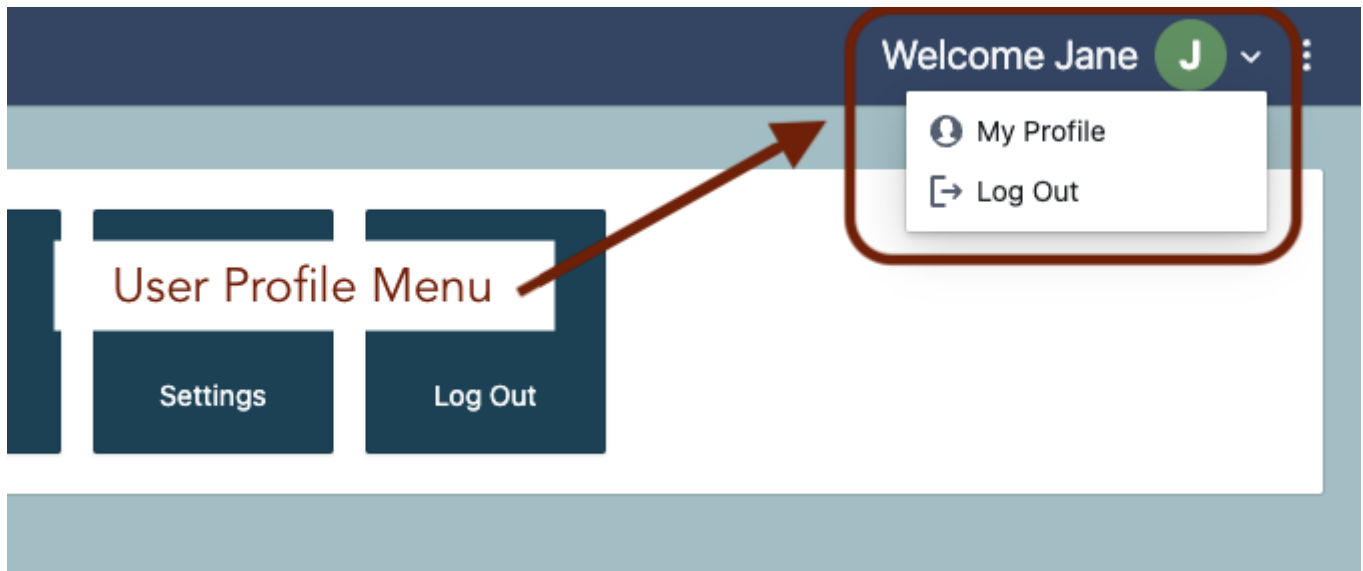 Welcome Jane J
My Profile
Log Out
User Profile Menu
Settings Log Out